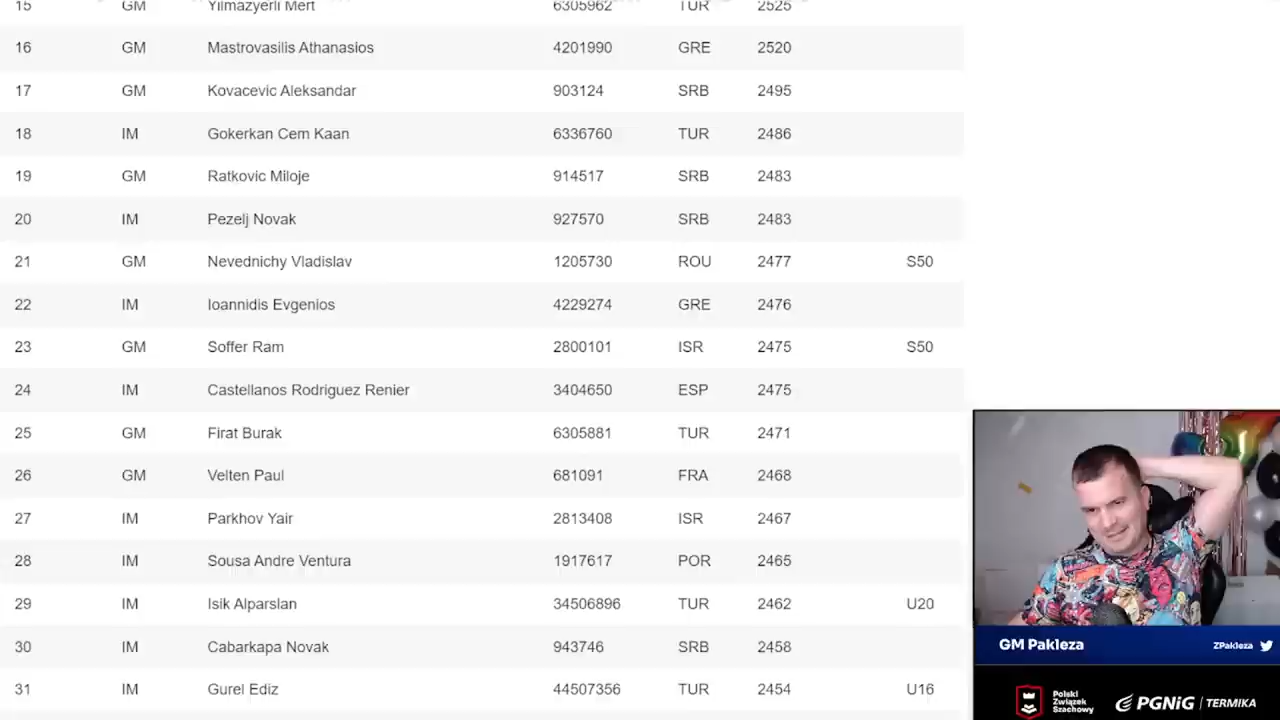 15 GM Yilmazyerli Mert 6305962 TUR 2525
16 GM Mastrovasilis Athanasios 4201990 GRE 2520
17 GM Kovacevic Aleksandar 903124 SRB 2495
18 IM Gokerkan Cem Kaan 6336760 TUR 2486
19 GM Ratkovic Miloje 914517 SRB 2483
20 IM Pezelj Novak 927570 SRB 2483
21 GM Nevednichy Vladislav 1205730 ROU 2477 S50
22 IM Ioannidis Evgenios 4229274 GRE 2476
23 GM Soffer Ram 2800101 ISR 2475 S50
24 IM Castellanos Rodriguez Renier 3404650 ESP 2475
25 GM Firat Burak 6305881 TUR 2471
26 GM Velten Paul 681091 FRA 2468
27 IM Parkhov Yair 2813408 ISR 2467
28 IM Sousa Andre Ventura 1917617 POR 2465
29 IM Isik Alparslan 34506896 TUR 2462 U20
30 IM Cabarkapa Novak 943746 SRB 2458
31 IM Gurel Ediz 44507356 TUR 2454 U16
GM Pakleza ZPakleza
Polski
Związek
Szachowy
PGNiG | TERMIKA